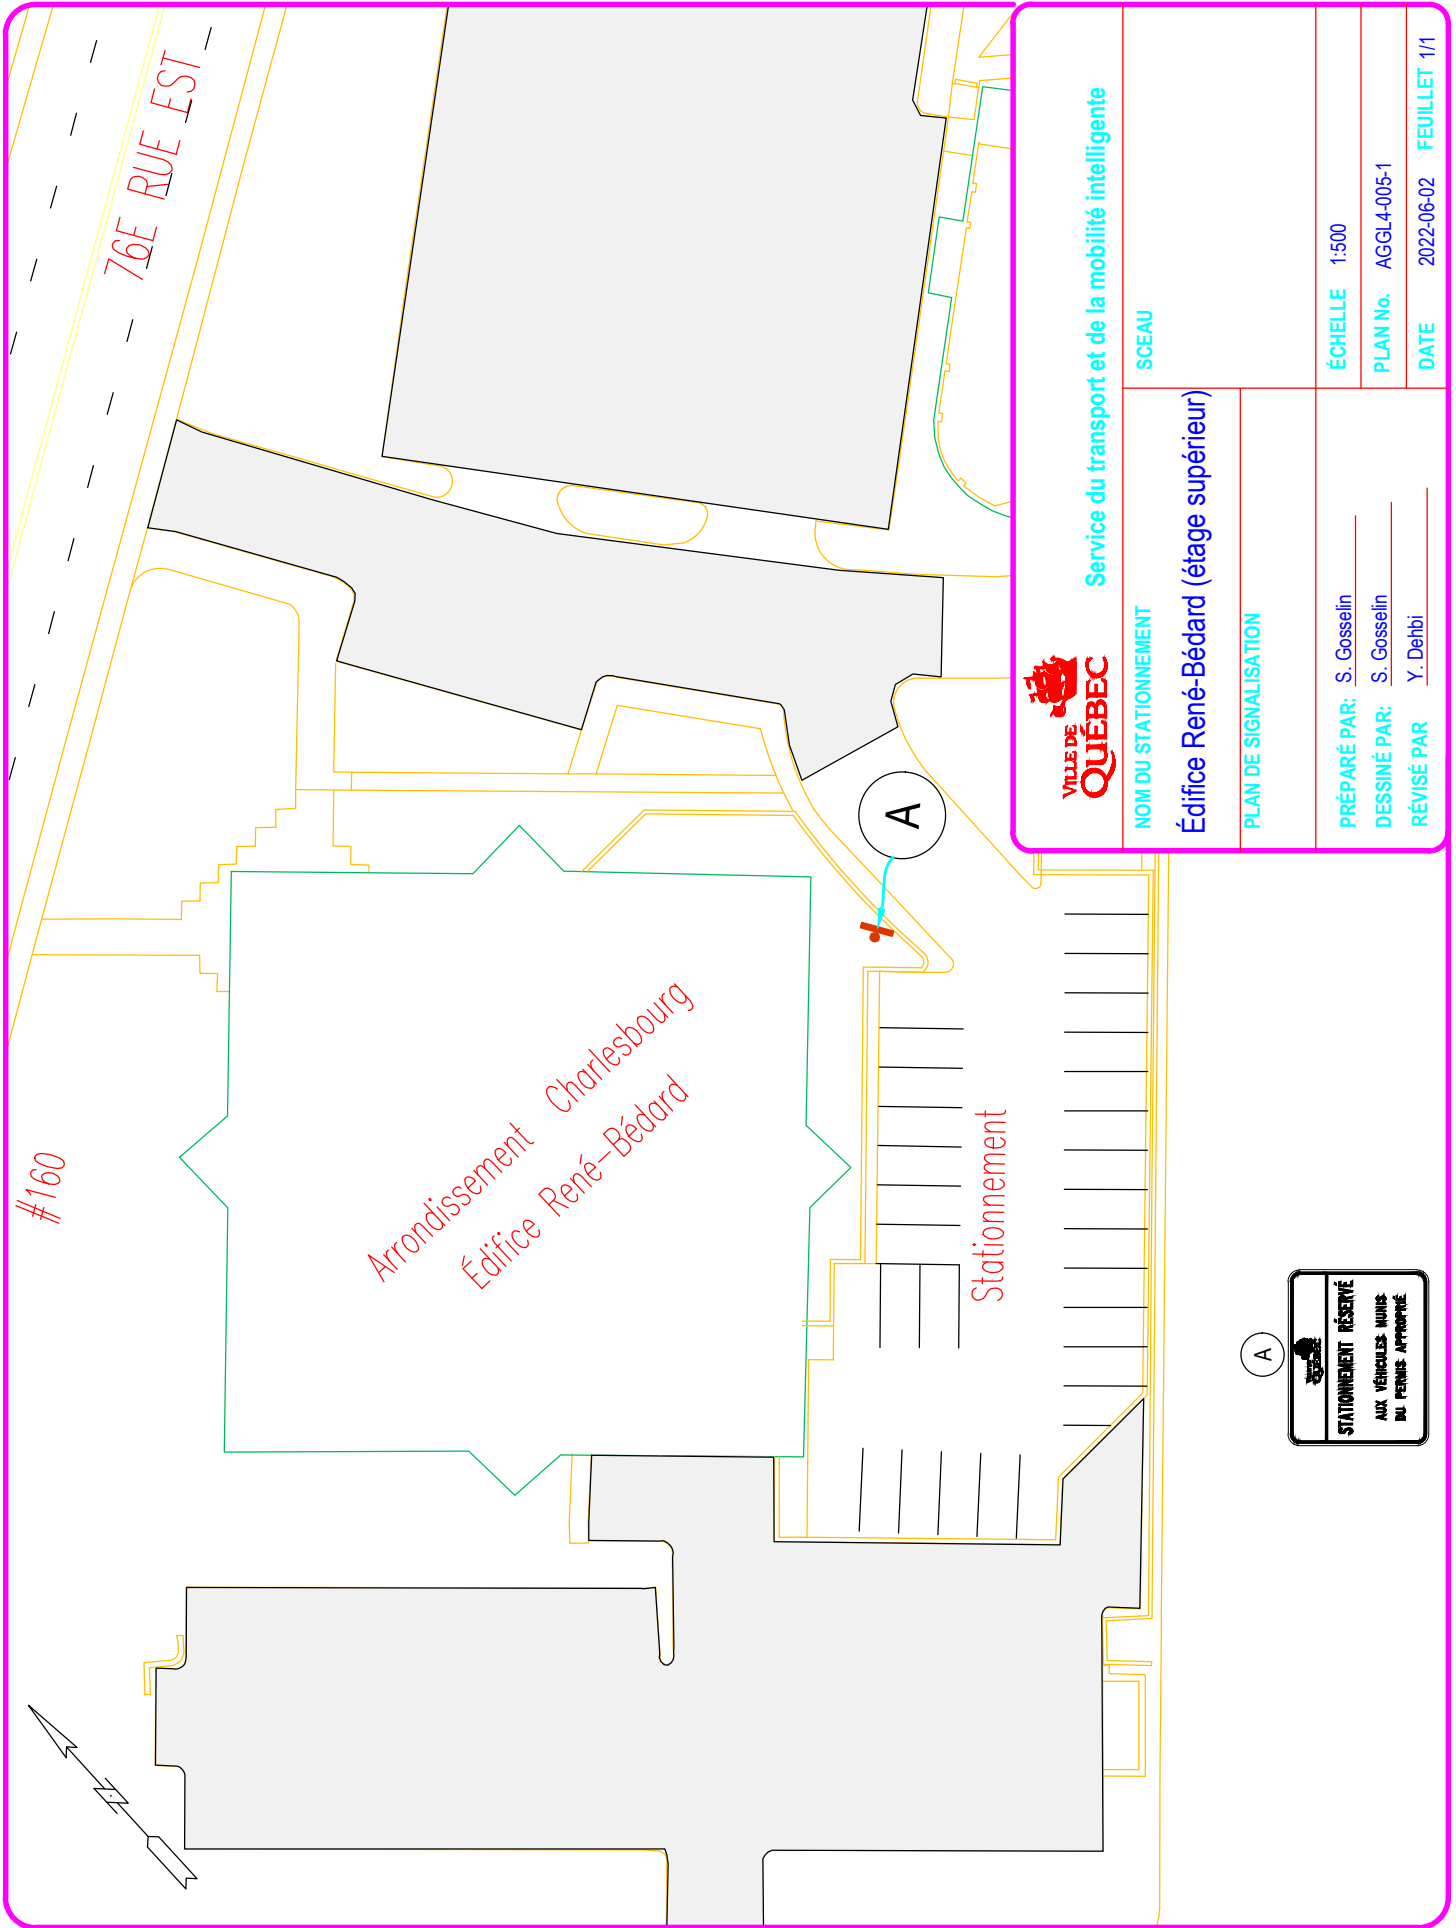 76E RUE EST
#160
Arrondissement Charlesbourg
Édifice René-Bédard
Stationnement
A
A
VILLE DE
QUÉBEC
STATIONNEMENT RÉSERVÉ
AUX VÉHICULES MUNIS
DU PERMIS APPROPRIÉ
VILLE DE
QUÉBEC
Service du transport et de la mobilité intelligente
NOM DU STATIONNEMENT
Édifice René-Bédard (étage supérieur)
SCEAU
PLAN DE SIGNALISATION
PRÉPARÉ PAR: S. Gosselin
DESSINÉ PAR: S. Gosselin
RÉVISÉ PAR Y. Dehbi
ÉCHELLE 1:500
PLAN No. AGGL4-005-1
DATE 2022-06-02 FEUILLET 1/1